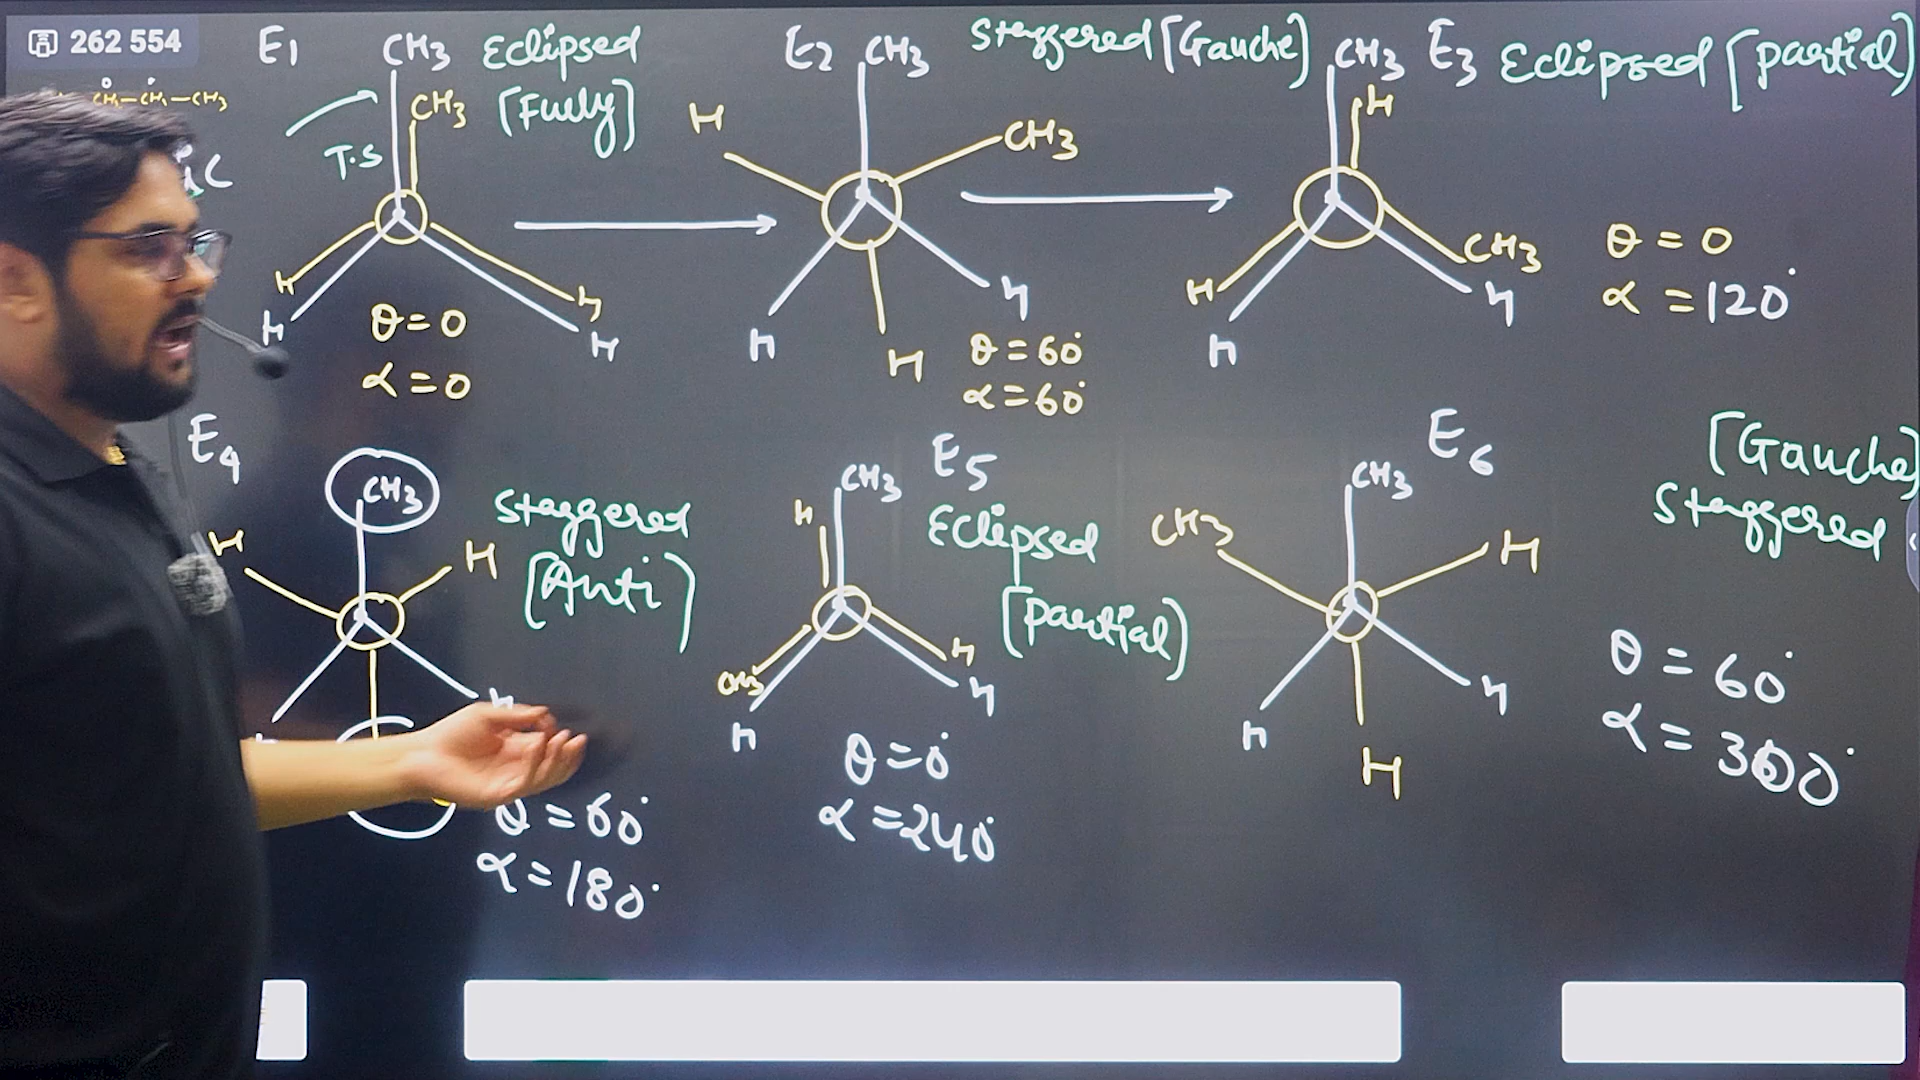 262 554
E1
CH3
Eclipsed
[Fully]
CH3
T.S
H
H
H
H
θ = 0
α = 0
E2
CH3
Staggered [Gauche]
H
CH3
H
H
H
θ = 60°
α = 60°
E3
CH3
Eclipsed [partial]
H
CH3
H
H
H
θ = 0
α = 120°
E4
CH3
Staggered
[Anti]
H
H
H
θ = 60°
α = 180°
E5
CH3
Eclipsed
[partial]
H
CH3
H
H
H
θ = 0°
α = 240°
E6
CH3
[Gauche]
Staggered
CH3
H
H
H
H
θ = 60°
α = 300°